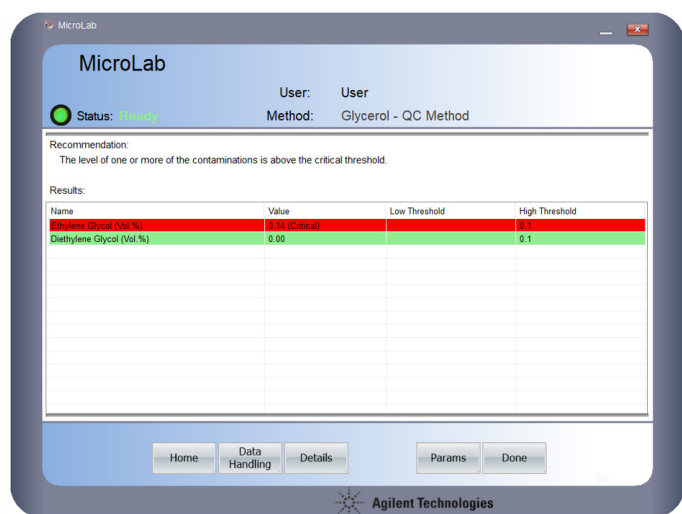 MicroLab
MicroLab
User: User
Status: Ready Method: Glycerol - QC Method
Recommendation:
The level of one or more of the contaminations is above the critical threshold.
Results:
Name Value Low Threshold High Threshold
Ethylene Glycol (Vol.%) 0.14 (Critical) 0.1
Diethylene Glycol (Vol.%) 0.00 0.1
Home Data Handling Details Params Done
Agilent Technologies